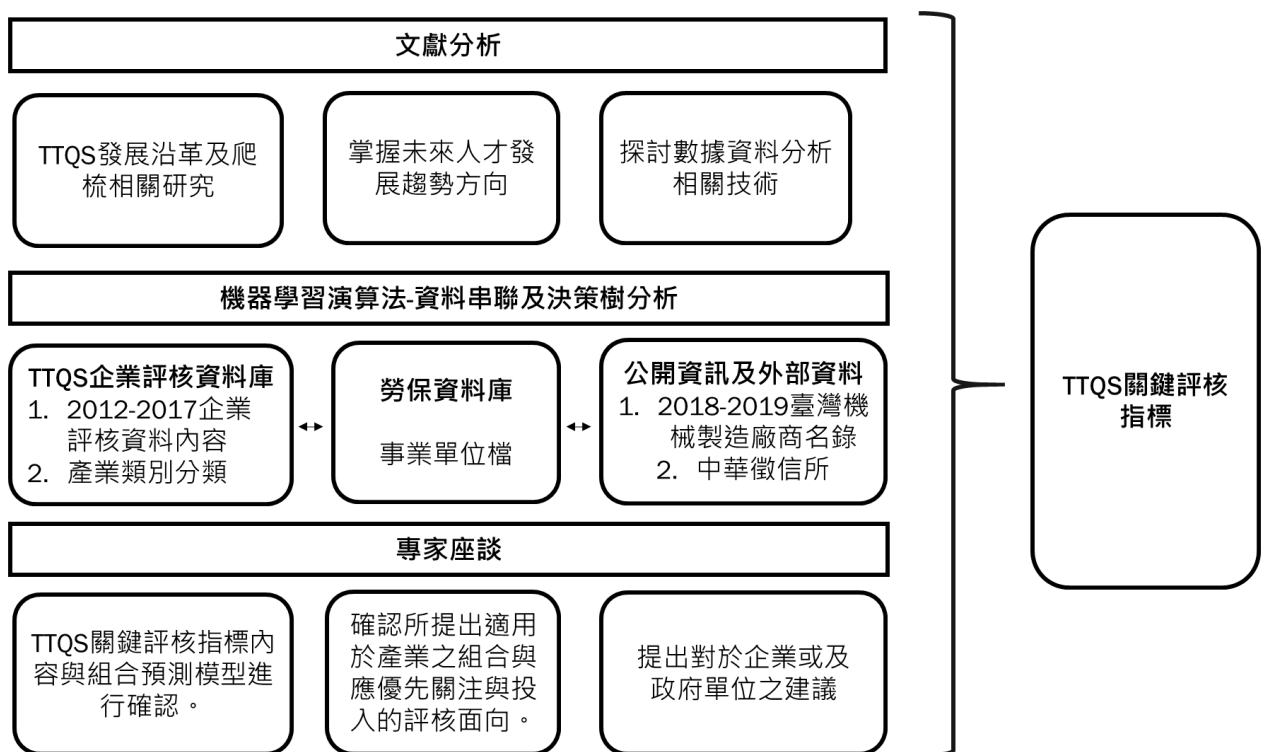 文獻分析
TTQS發展沿革及爬
梳相關研究
掌握未來人才發
展趨勢方向
探討數據資料分析
相關技術
機器學習演算法-資料串聯及決策樹分析
TTQS企業評核資料庫
1. 2012-2017企業
評核資料內容
2. 產業類別分類
勞保資料庫
事業單位檔
公開資訊及外部資料
1. 2018-2019臺灣機
械製造廠商名錄
2. 中華徵信所
專家座談
TTQS關鍵評核指標內
容與組合預測模型進
行確認。
確認所提出適用
於產業之組合與
應優先關注與投
入的評核面向。
提出對於企業或及
政府單位之建議
TTQS關鍵評核
指標